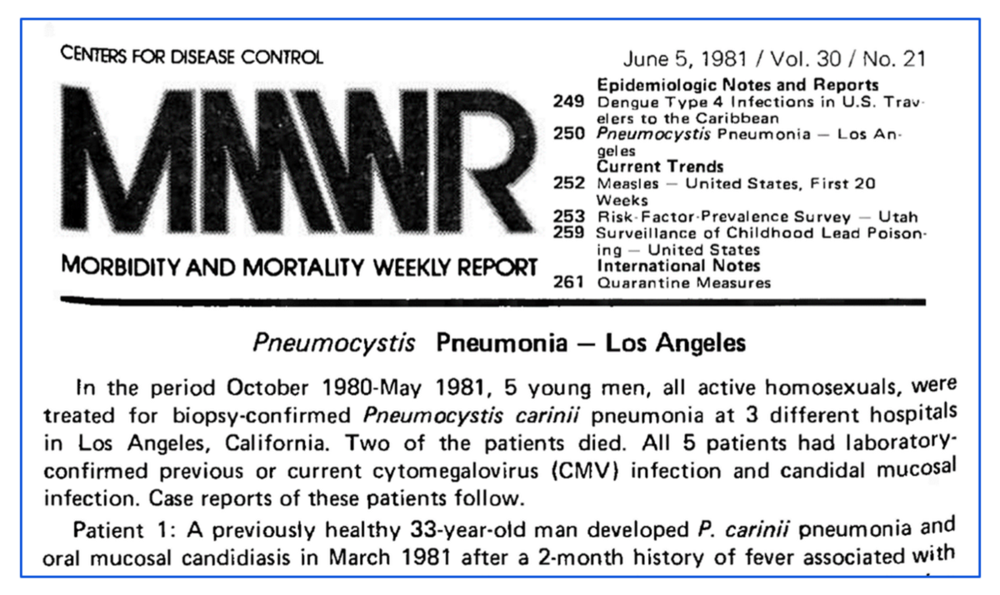 CENTERS FOR DISEASE CONTROL
MMWR
MORBIDITY AND MORTALITY WEEKLY REPORT
June 5, 1981 / Vol. 30 / No. 21
Epidemiologic Notes and Reports
249 Dengue Type 4 Infections in U.S. Trav-
elers to the Caribbean
250 Pneumocystis Pneumonia – Los An-
geles
Current Trends
252 Measles – United States, First 20
Weeks
253 Risk-Factor-Prevalence Survey – Utah
259 Surveillance of Childhood Lead Poison-
ing – United States
International Notes
261 Quarantine Measures
Pneumocystis Pneumonia – Los Angeles
In the period October 1980-May 1981, 5 young men, all active homosexuals, were
treated for biopsy-confirmed Pneumocystis carinii pneumonia at 3 different hospitals
in Los Angeles, California. Two of the patients died. All 5 patients had laboratory-
confirmed previous or current cytomegalovirus (CMV) infection and candidal mucosal
infection. Case reports of these patients follow.
Patient 1: A previously healthy 33-year-old man developed P. carinii pneumonia and
oral mucosal candidiasis in March 1981 after a 2-month history of fever associated with